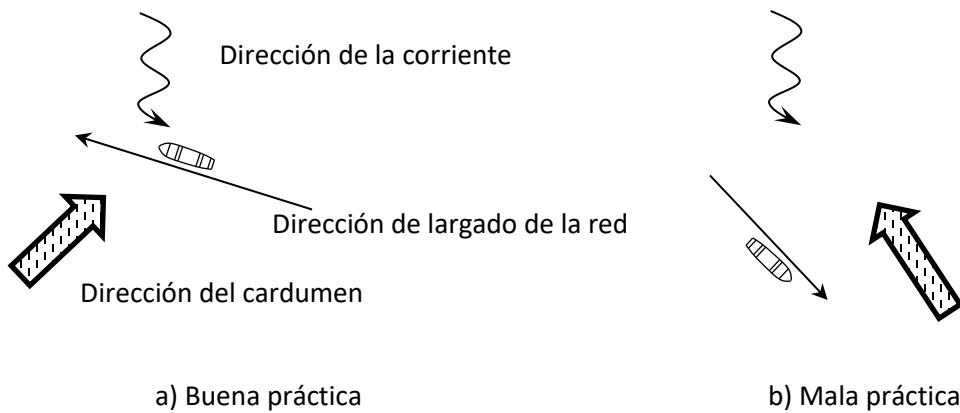 Dirección de la corriente
Dirección de largado de la red
Dirección del cardumen
a) Buena práctica
b) Mala práctica